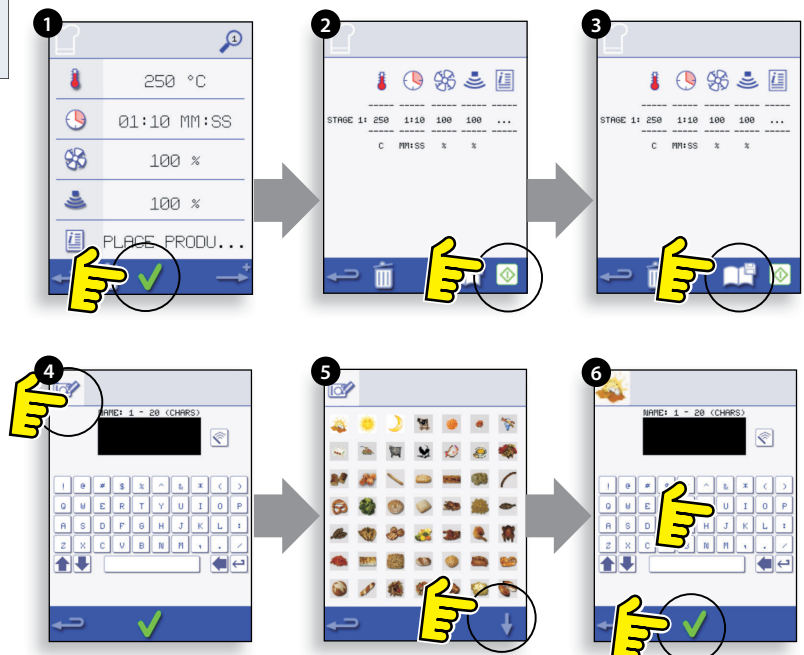 1
1
250 °C
01:10 MM:SS
100 %
100 %
i
PLACE PRODU...
2
i
STAGE 1: 250 1:10 100 100 ...
C MM:SS % %
3
i
STAGE 1: 250 1:10 100 100 ...
C MM:SS % %
4
NAME: 1 - 20 (CHARS)
! @ # $ % ^ & * ( )
Q W E R T Y U I O P
A S D F G H J K L :
Z X C V B N M , . /
5
6
NAME: 1 - 20 (CHARS)
! @ # ^ & * ( )
Q W E U I O P
A S D H J K L :
Z X C B N M , . /